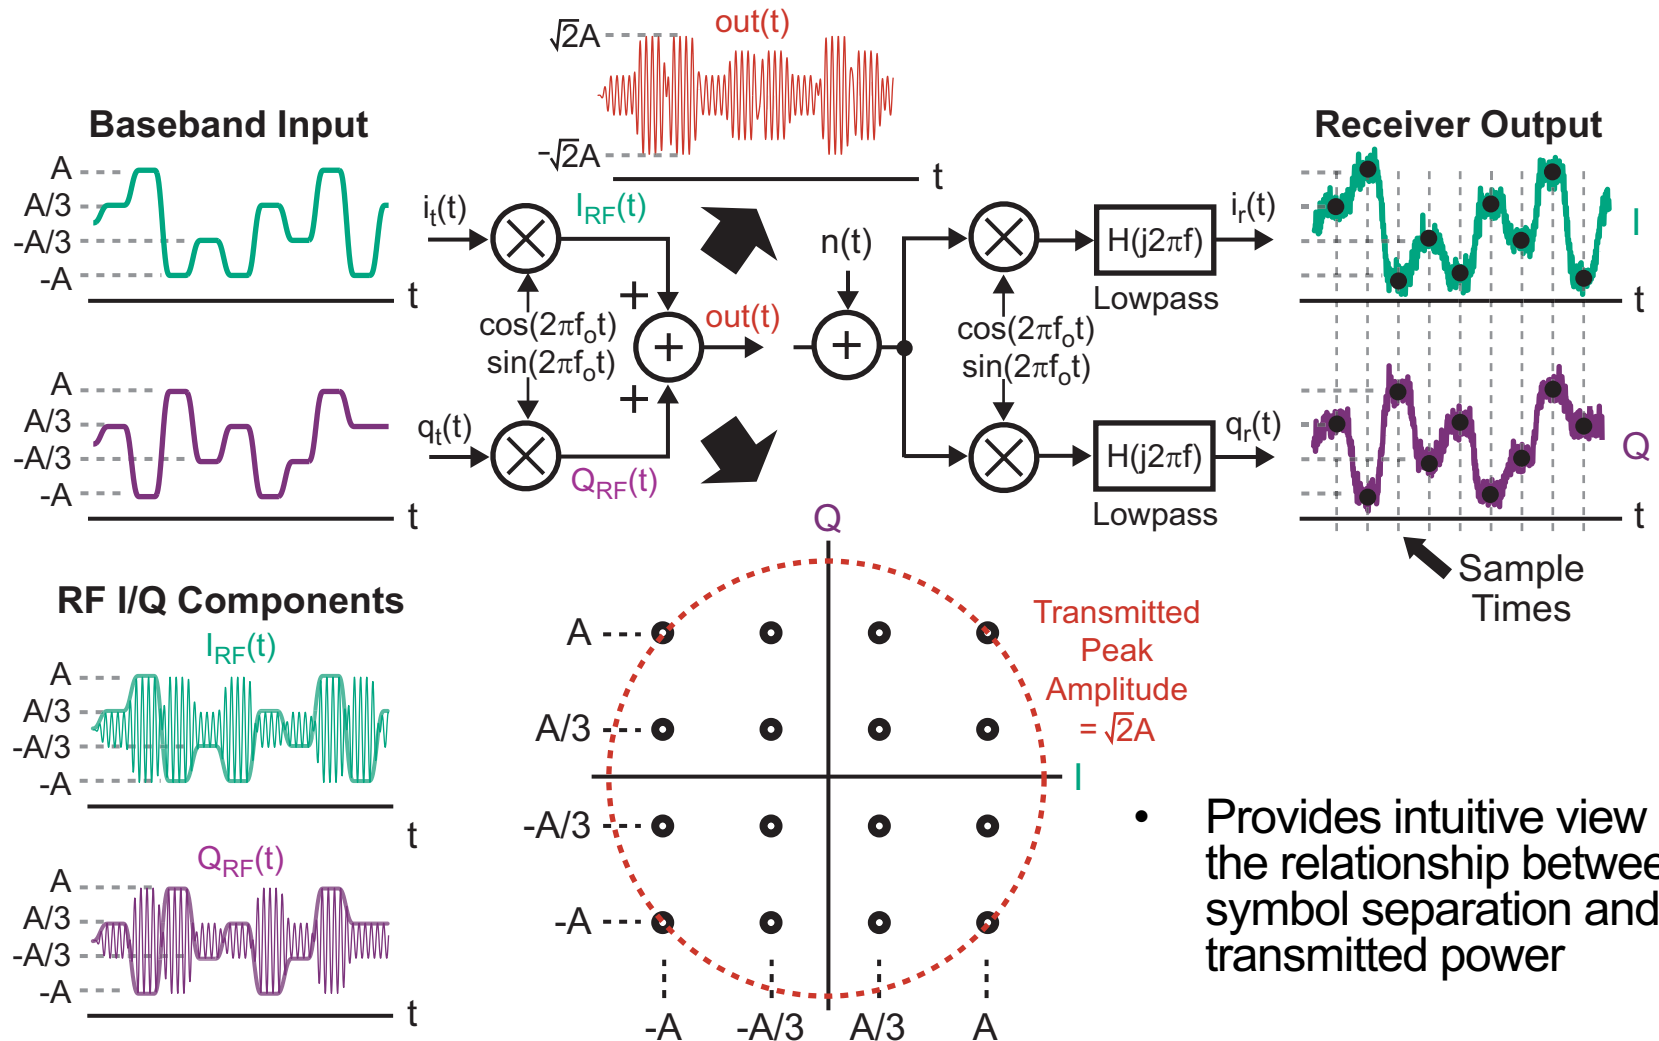 out(t)
√2A
-√2A
t
Baseband Input
A
A/3
-A/3
-A
t
A
A/3
-A/3
-A
t
i_t(t)
I_RF(t)
cos(2πf_ot)
sin(2πf_ot)
q_t(t)
Q_RF(t)
+
+
+
out(t)
n(t)
+
cos(2πf_ot)
sin(2πf_ot)
H(j2πf)
Lowpass
i_r(t)
H(j2πf)
Lowpass
q_r(t)
Receiver Output
I
t
Q
t
Sample
Times
RF I/Q Components
I_RF(t)
A
A/3
-A/3
-A
t
Q_RF(t)
A
A/3
-A/3
-A
t
Q
A
A/3
-A/3
-A
I
-A
-A/3
A/3
A
Transmitted
Peak
Amplitude
= √2A
• Provides intuitive view
the relationship betwee
symbol separation and
transmitted power